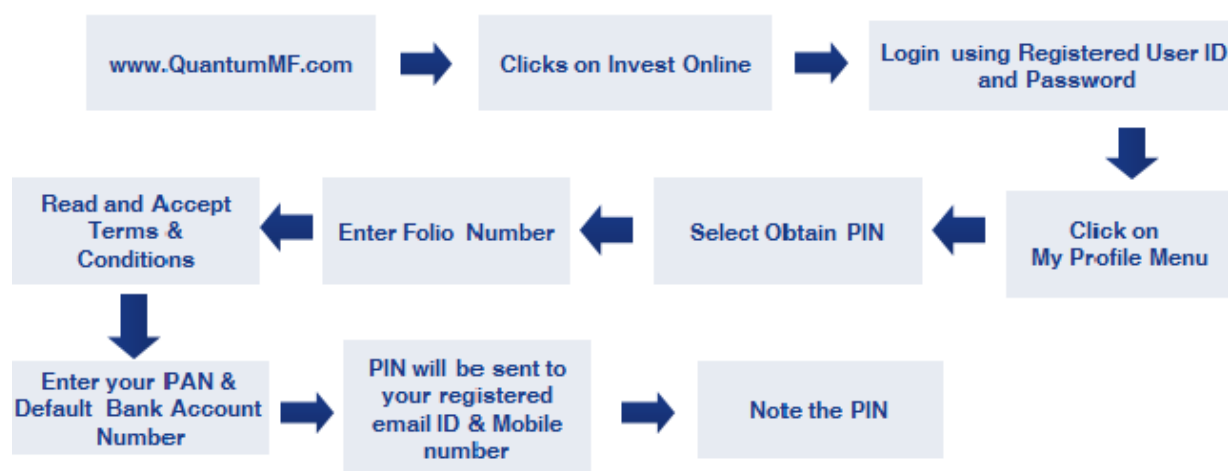 www.QuantumMF.com
Clicks on Invest Online
Login using Registered User ID
and Password
Click on
My Profile Menu
Select Obtain PIN
Enter Folio Number
Read and Accept
Terms &
Conditions
Enter your PAN &
Default Bank Account
Number
PIN will be sent to
your registered
email ID & Mobile
number
Note the PIN